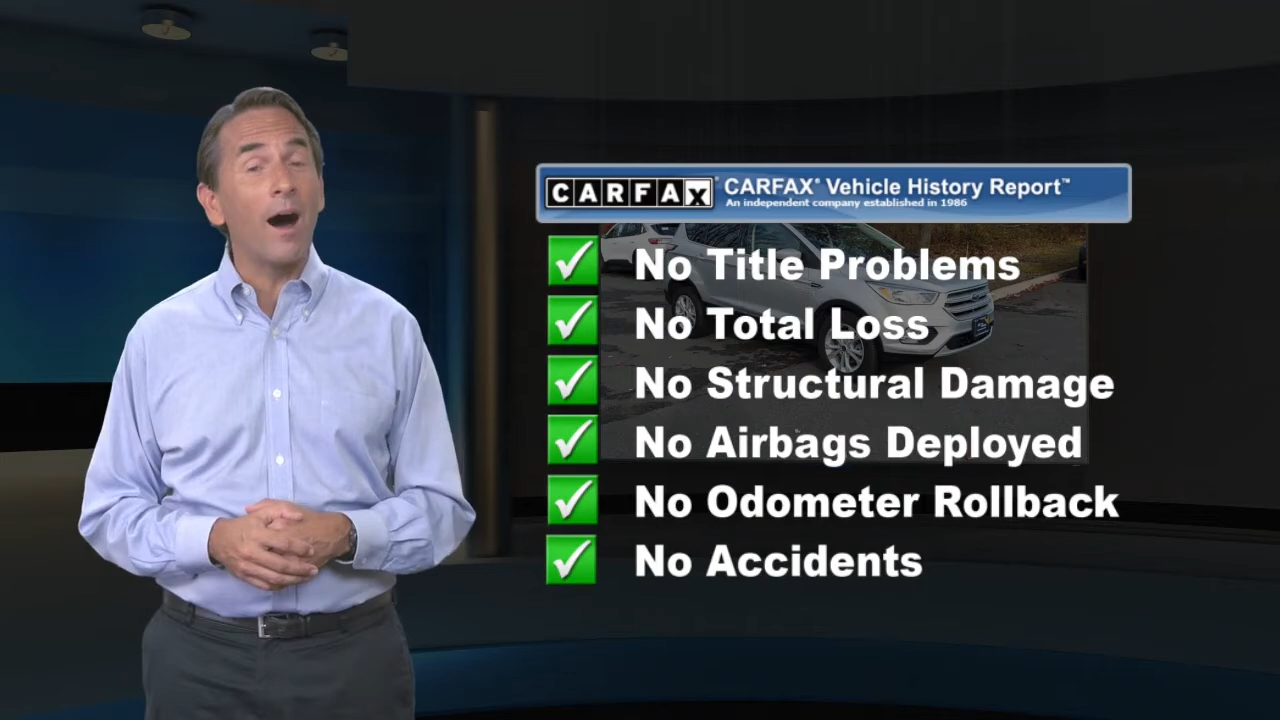 CARFAX® CARFAX® Vehicle History Report™
An independent company established in 1986
No Title Problems
No Total Loss
No Structural Damage
No Airbags Deployed
No Odometer Rollback
No Accidents